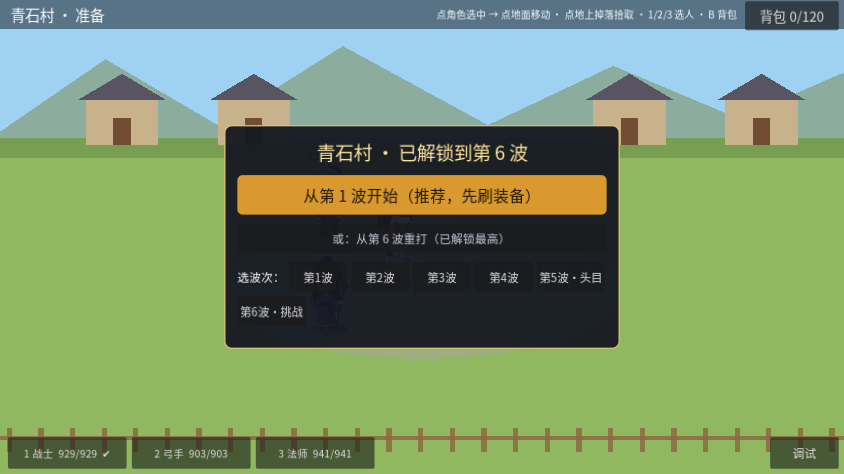 青石村 · 准备
点角色选中 → 点地面移动 · 点地上掉落拾取 · 1/2/3 选人 · B 背包
背包 0/120
青石村 · 已解锁到第 6 波
从第 1 波开始（推荐，先刷装备）
或：从第 6 波重打（已解锁最高）
选波次： 第1波 第2波 第3波 第4波 第5波·头目
第6波·挑战
1 战士 929/929 ✔ 2 弓手 903/903 3 法师 941/941 调试